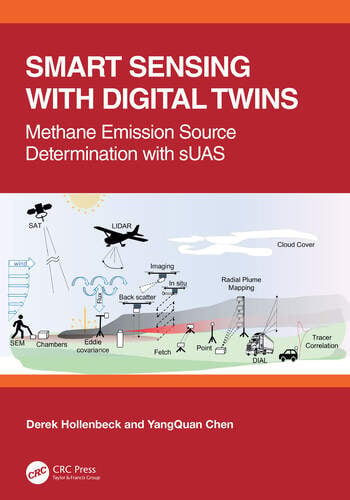 SMART SENSING
WITH DIGITAL TWINS
Methane Emission Source
Determination with sUAS
SAT
LIDAR
Cloud Cover
wind
Imaging
In situ
Radial Plume
Mapping
Flux
Back scatter
SEM
Chambers
Eddie
covariance
Fetch
Point
DIAL
Tracer
Correlation
Derek Hollenbeck and YangQuan Chen
CRC
CRC Press
Taylor & Francis Group